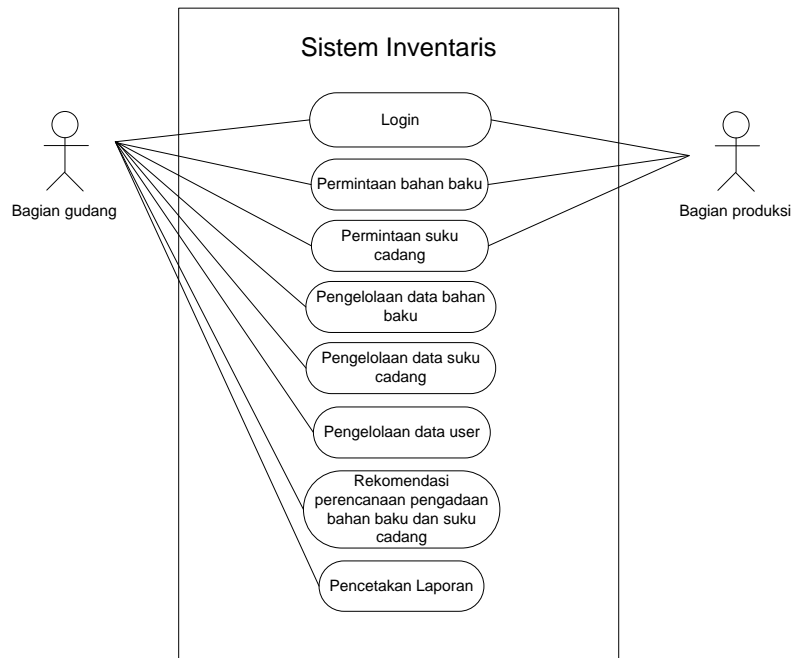 Sistem Inventaris
Login
Bagian gudang
Bagian produksi
Permintaan bahan baku
Permintaan suku
cadang
Pengelolaan data bahan
baku
Pengelolaan data suku
cadang
Pengelolaan data user
Rekomendasi
perencanaan pengadaan
bahan baku dan suku
cadang
Pencetakan Laporan